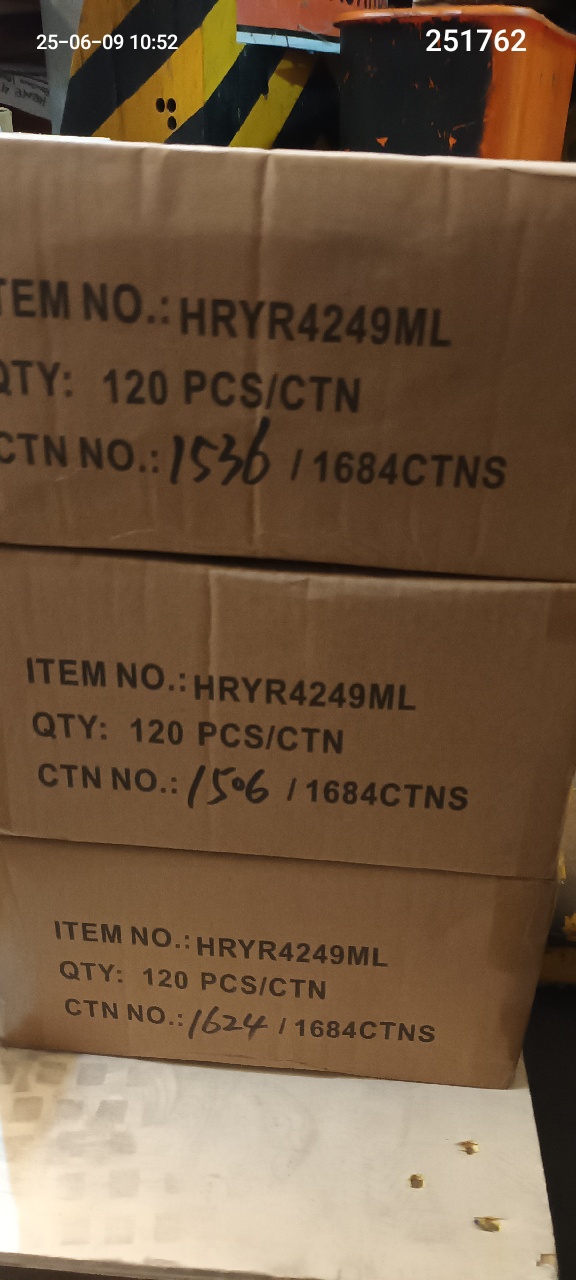 25-06-09 10:52
251762
TEM NO.: HRYR4249ML
QTY: 120 PCS/CTN
CTN NO.: 1536 / 1684CTNS
ITEM NO.: HRYR4249ML
QTY: 120 PCS/CTN
CTN NO.: 1506 / 1684CTNS
ITEM NO.: HRYR4249ML
QTY: 120 PCS/CTN
CTN NO.: 1624 / 1684CTNS